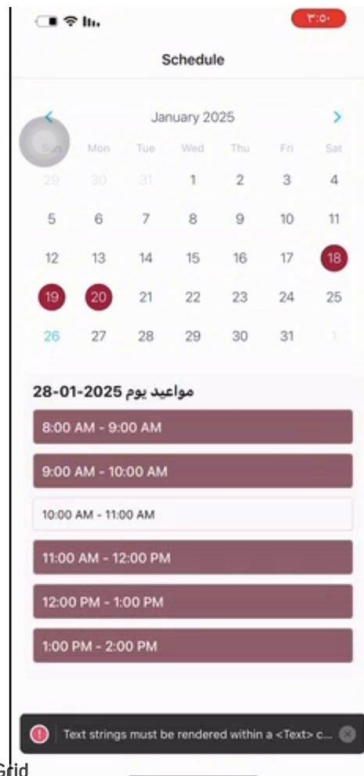 ٣:٥٠
Schedule
January 2025
Sun Mon Tue Wed Thu Fri Sat
29 30 31 1 2 3 4
5 6 7 8 9 10 11
12 13 14 15 16 17 18
19 20 21 22 23 24 25
26 27 28 29 30 31 1
مواعيد يوم 2025-01-28
8:00 AM - 9:00 AM
9:00 AM - 10:00 AM
10:00 AM - 11:00 AM
11:00 AM - 12:00 PM
12:00 PM - 1:00 PM
1:00 PM - 2:00 PM
Text strings must be rendered within a <Text> c...
Grid